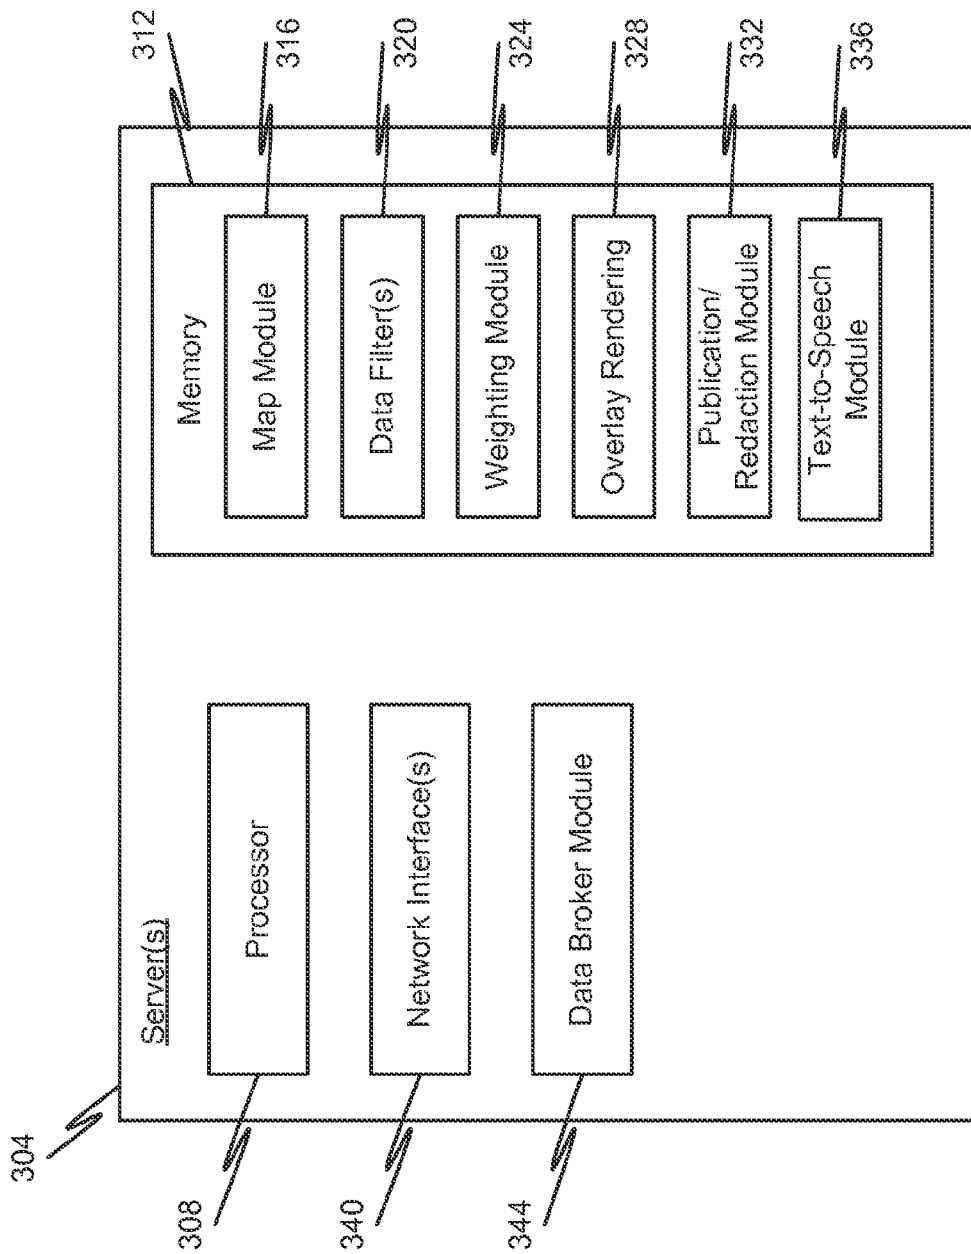 304
Server(s)
308
Processor
340
Network Interface(s)
344
Data Broker Module
312
Memory
316
Map Module
320
Data Filter(s)
324
Weighting Module
328
Overlay Rendering
332
Publication/
Redaction Module
336
Text-to-Speech
Module